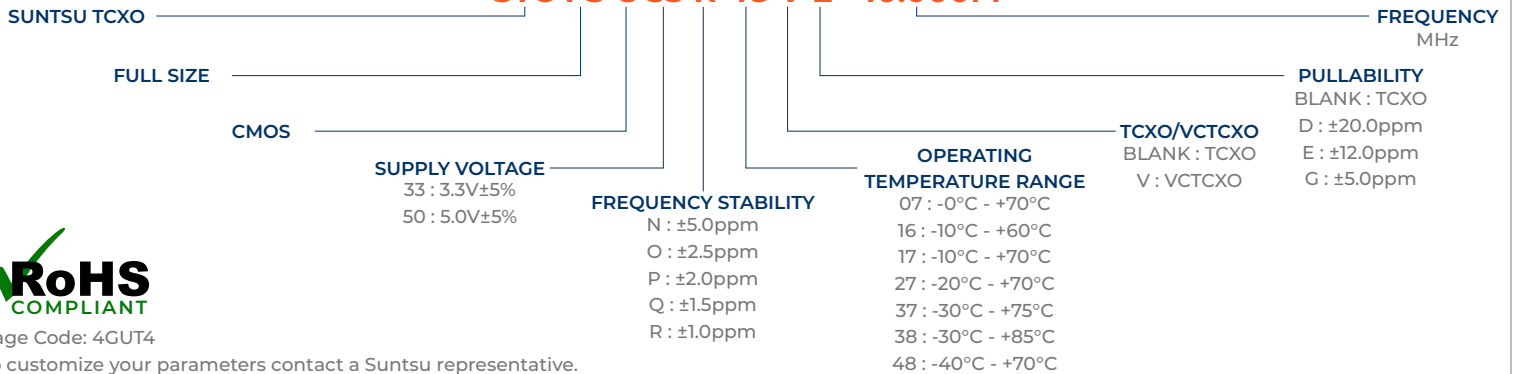 SUNTSU TCXO
FREQUENCY
MHz
FULL SIZE
PULLABILITY
BLANK : TCXO
D : ±20.0ppm
E : ±12.0ppm
G : ±5.0ppm
CMOS
TCXO/VCTCXO
BLANK : TCXO
V : VCTCXO
SUPPLY VOLTAGE
33 : 3.3V±5%
50 : 5.0V±5%
FREQUENCY STABILITY
N : ±5.0ppm
O : ±2.5ppm
P : ±2.0ppm
Q : ±1.5ppm
R : ±1.0ppm
OPERATING
TEMPERATURE RANGE
07 : -0°C - +70°C
16 : -10°C - +60°C
17 : -10°C - +70°C
27 : -20°C - +70°C
37 : -30°C - +75°C
38 : -30°C - +85°C
48 : -40°C - +70°C
RoHS
COMPLIANT
Code: 4GUT4
customize your parameters contact a Suntsu representative.